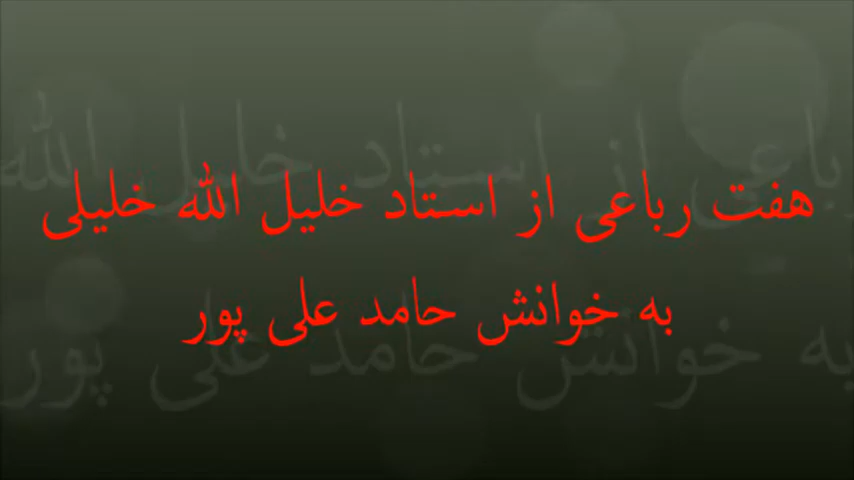 هفت رباعی از استاد خلیل الله خلیلی
به خوانش حامد علی پور